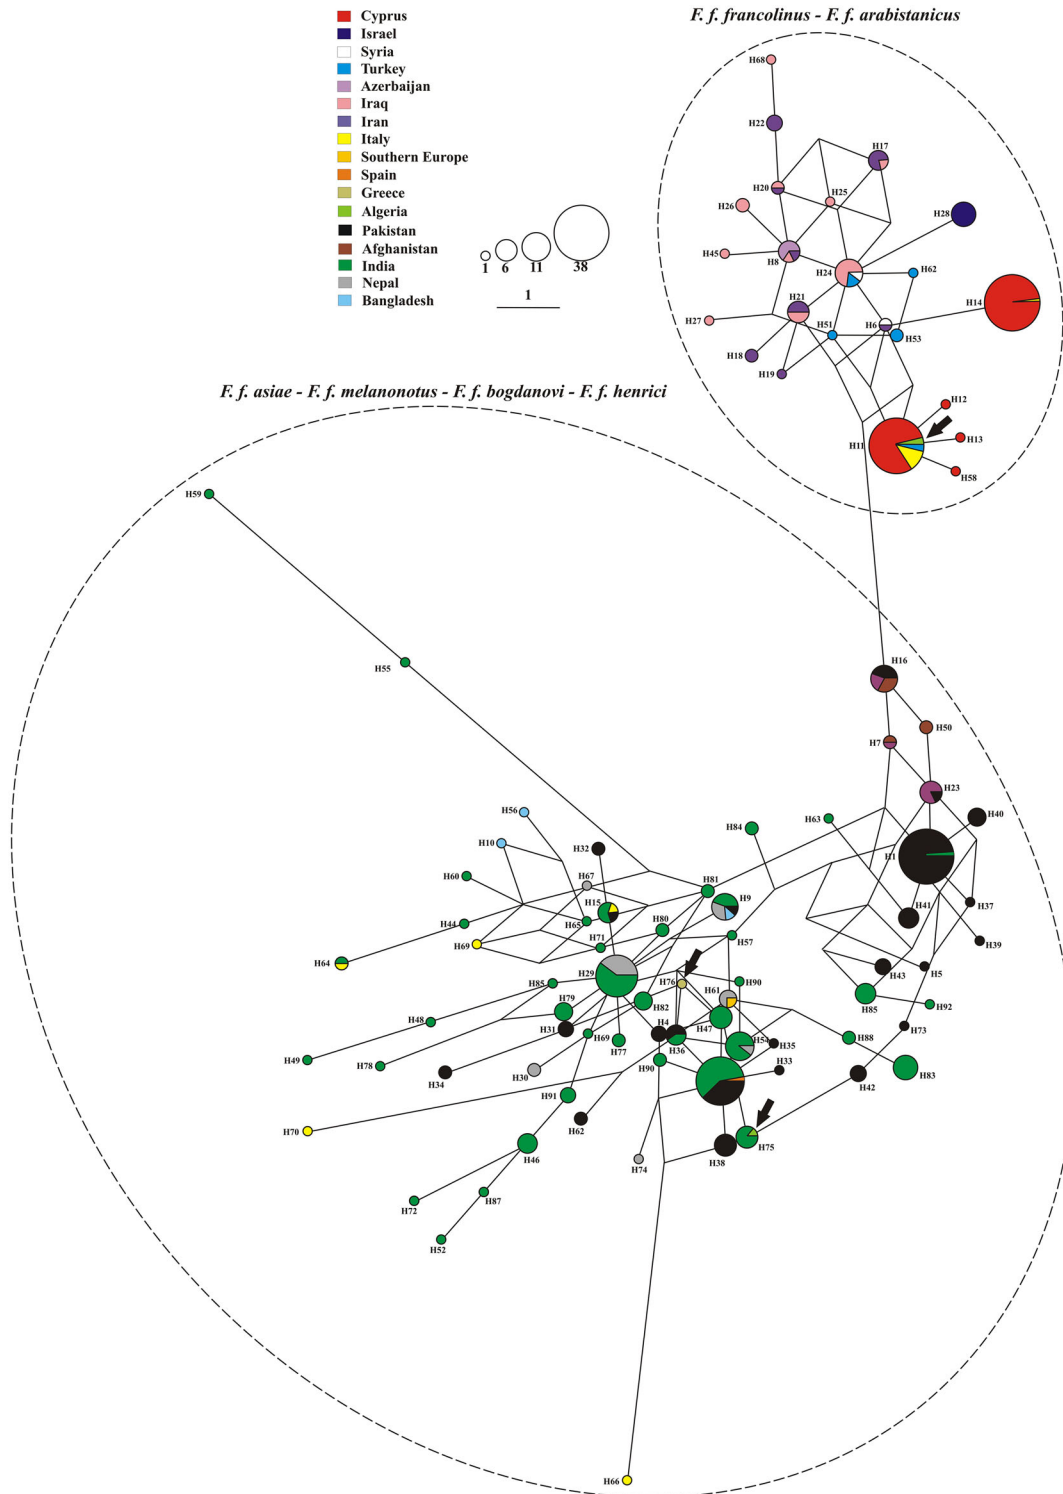 F. f. francolinus - F. f. arabistanicus
Cyprus
Israel
Syria
Turkey
Azerbaijan
Iraq
Iran
Italy
Southern Europe
Spain
Greece
Algeria
Pakistan
Afghanistan
India
Nepal
Bangladesh
1 6 11 38
1
H68
H22
H17
H20
H25
H26
H28
H45
H8
H24
H62
H14
H21
H27
H51
H6
H53
H18
H19
F. f. asiae - F. f. melanonotus - F. f. bogdanovi - F. f. henrici
H12
H11
H13
H58
H59
H55
H16
H50
H7
H23
H56
H63
H40
H84
H10
H32
H1
H60
H67
H81
H15
H9
H41
H37
H44
H65
H80
H69
H71
H57
H39
H64
H29
H76
H90
H43
H5
H85
H61
H85
H92
H79
H82
H48
H4
H47
H73
H31
H69
H77
H36
H54
H35
H88
H49
H78
H34
H30
H90
H33
H42
H83
H91
H70
H62
H46
H74
H38
H75
H87
H72
H52
H66